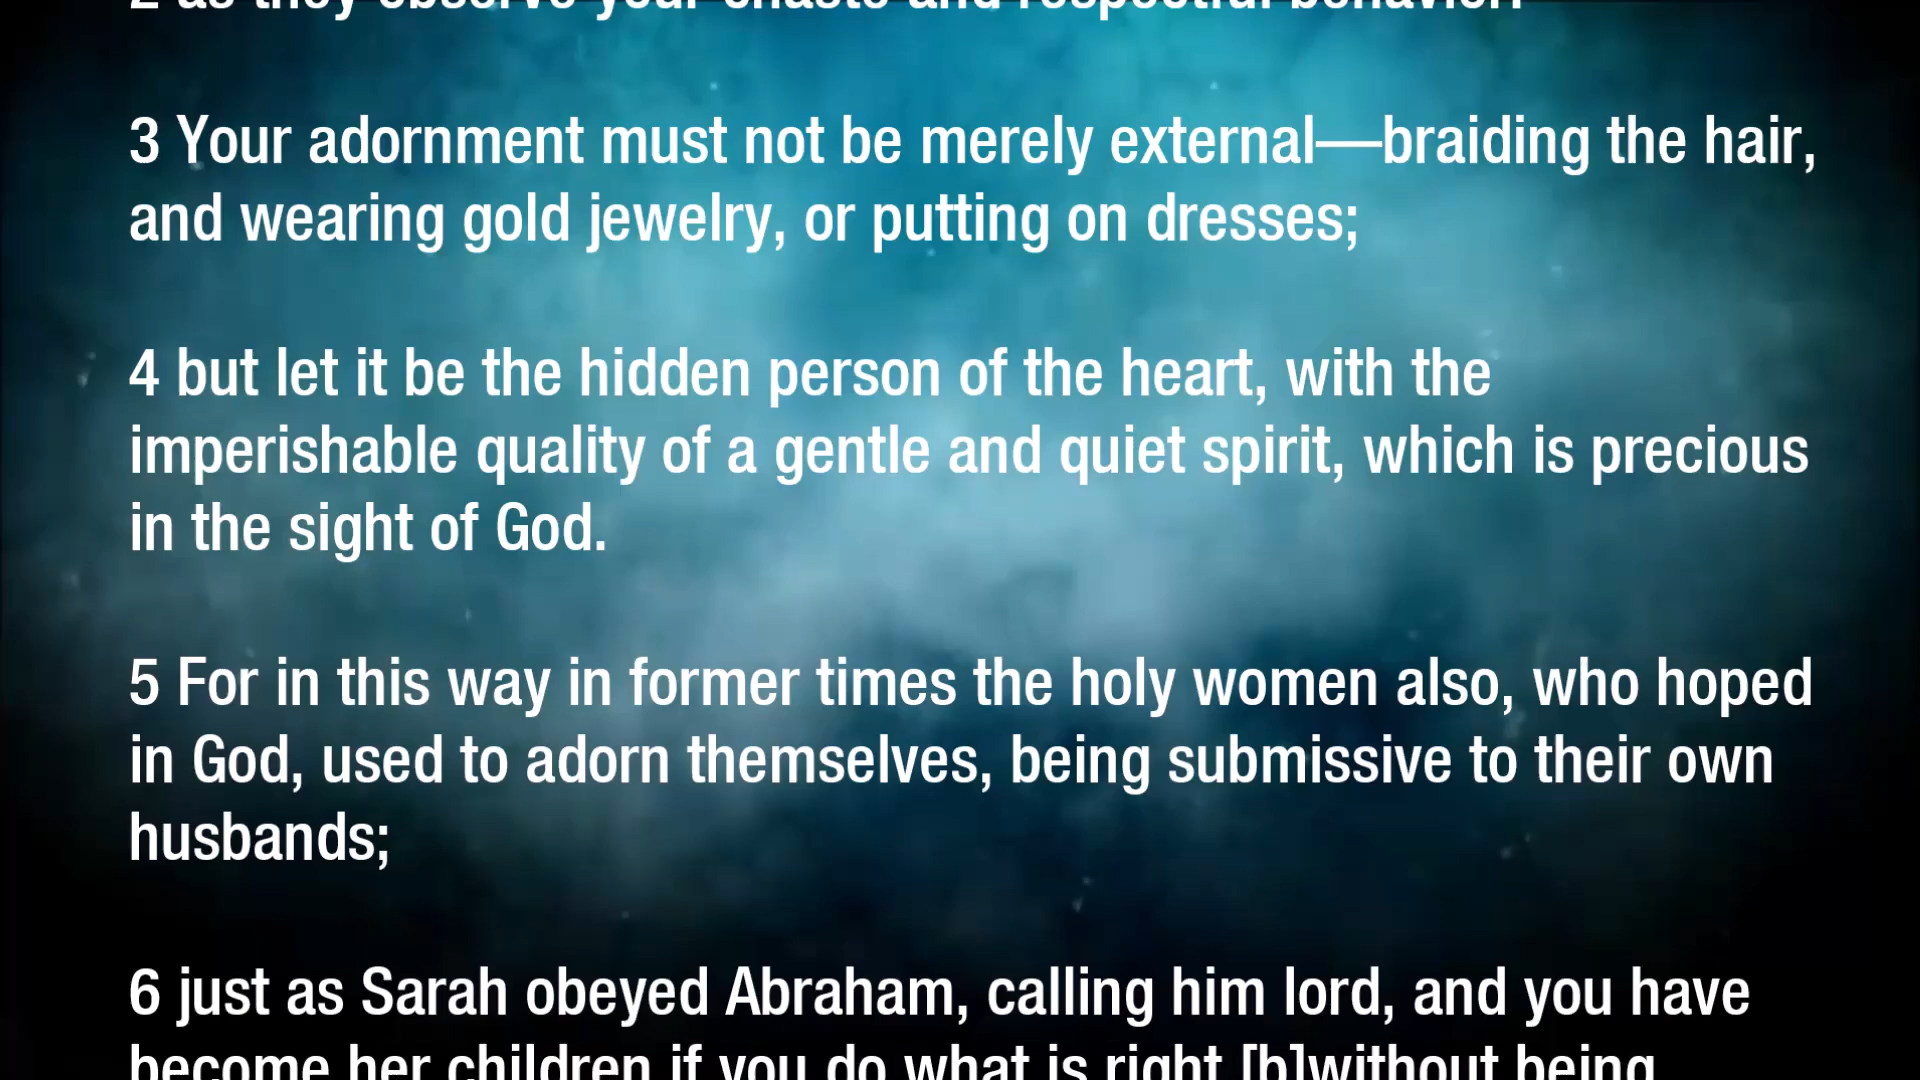 2 as they observe your chaste and respectful behavior.
3 Your adornment must not be merely external—braiding the hair,
and wearing gold jewelry, or putting on dresses;
4 but let it be the hidden person of the heart, with the
imperishable quality of a gentle and quiet spirit, which is precious
in the sight of God.
5 For in this way in former times the holy women also, who hoped
in God, used to adorn themselves, being submissive to their own
husbands;
6 just as Sarah obeyed Abraham, calling him lord, and you have
become her children if you do what is right [b]without being